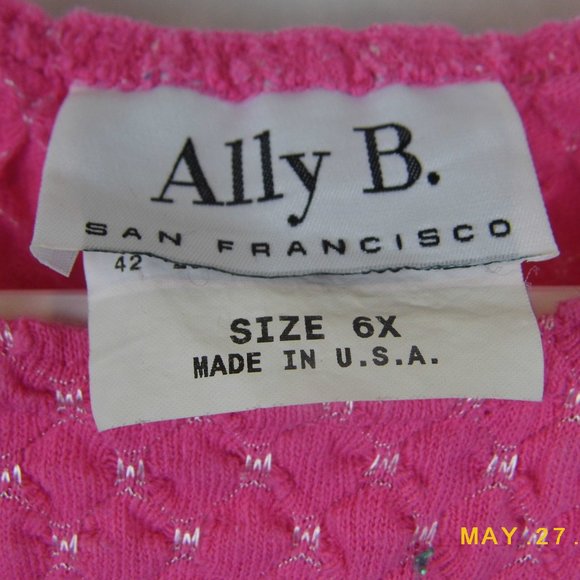 Ally B.
SAN FRANCISCO
42
SIZE 6X
MADE IN U.S.A.
MAY.27.